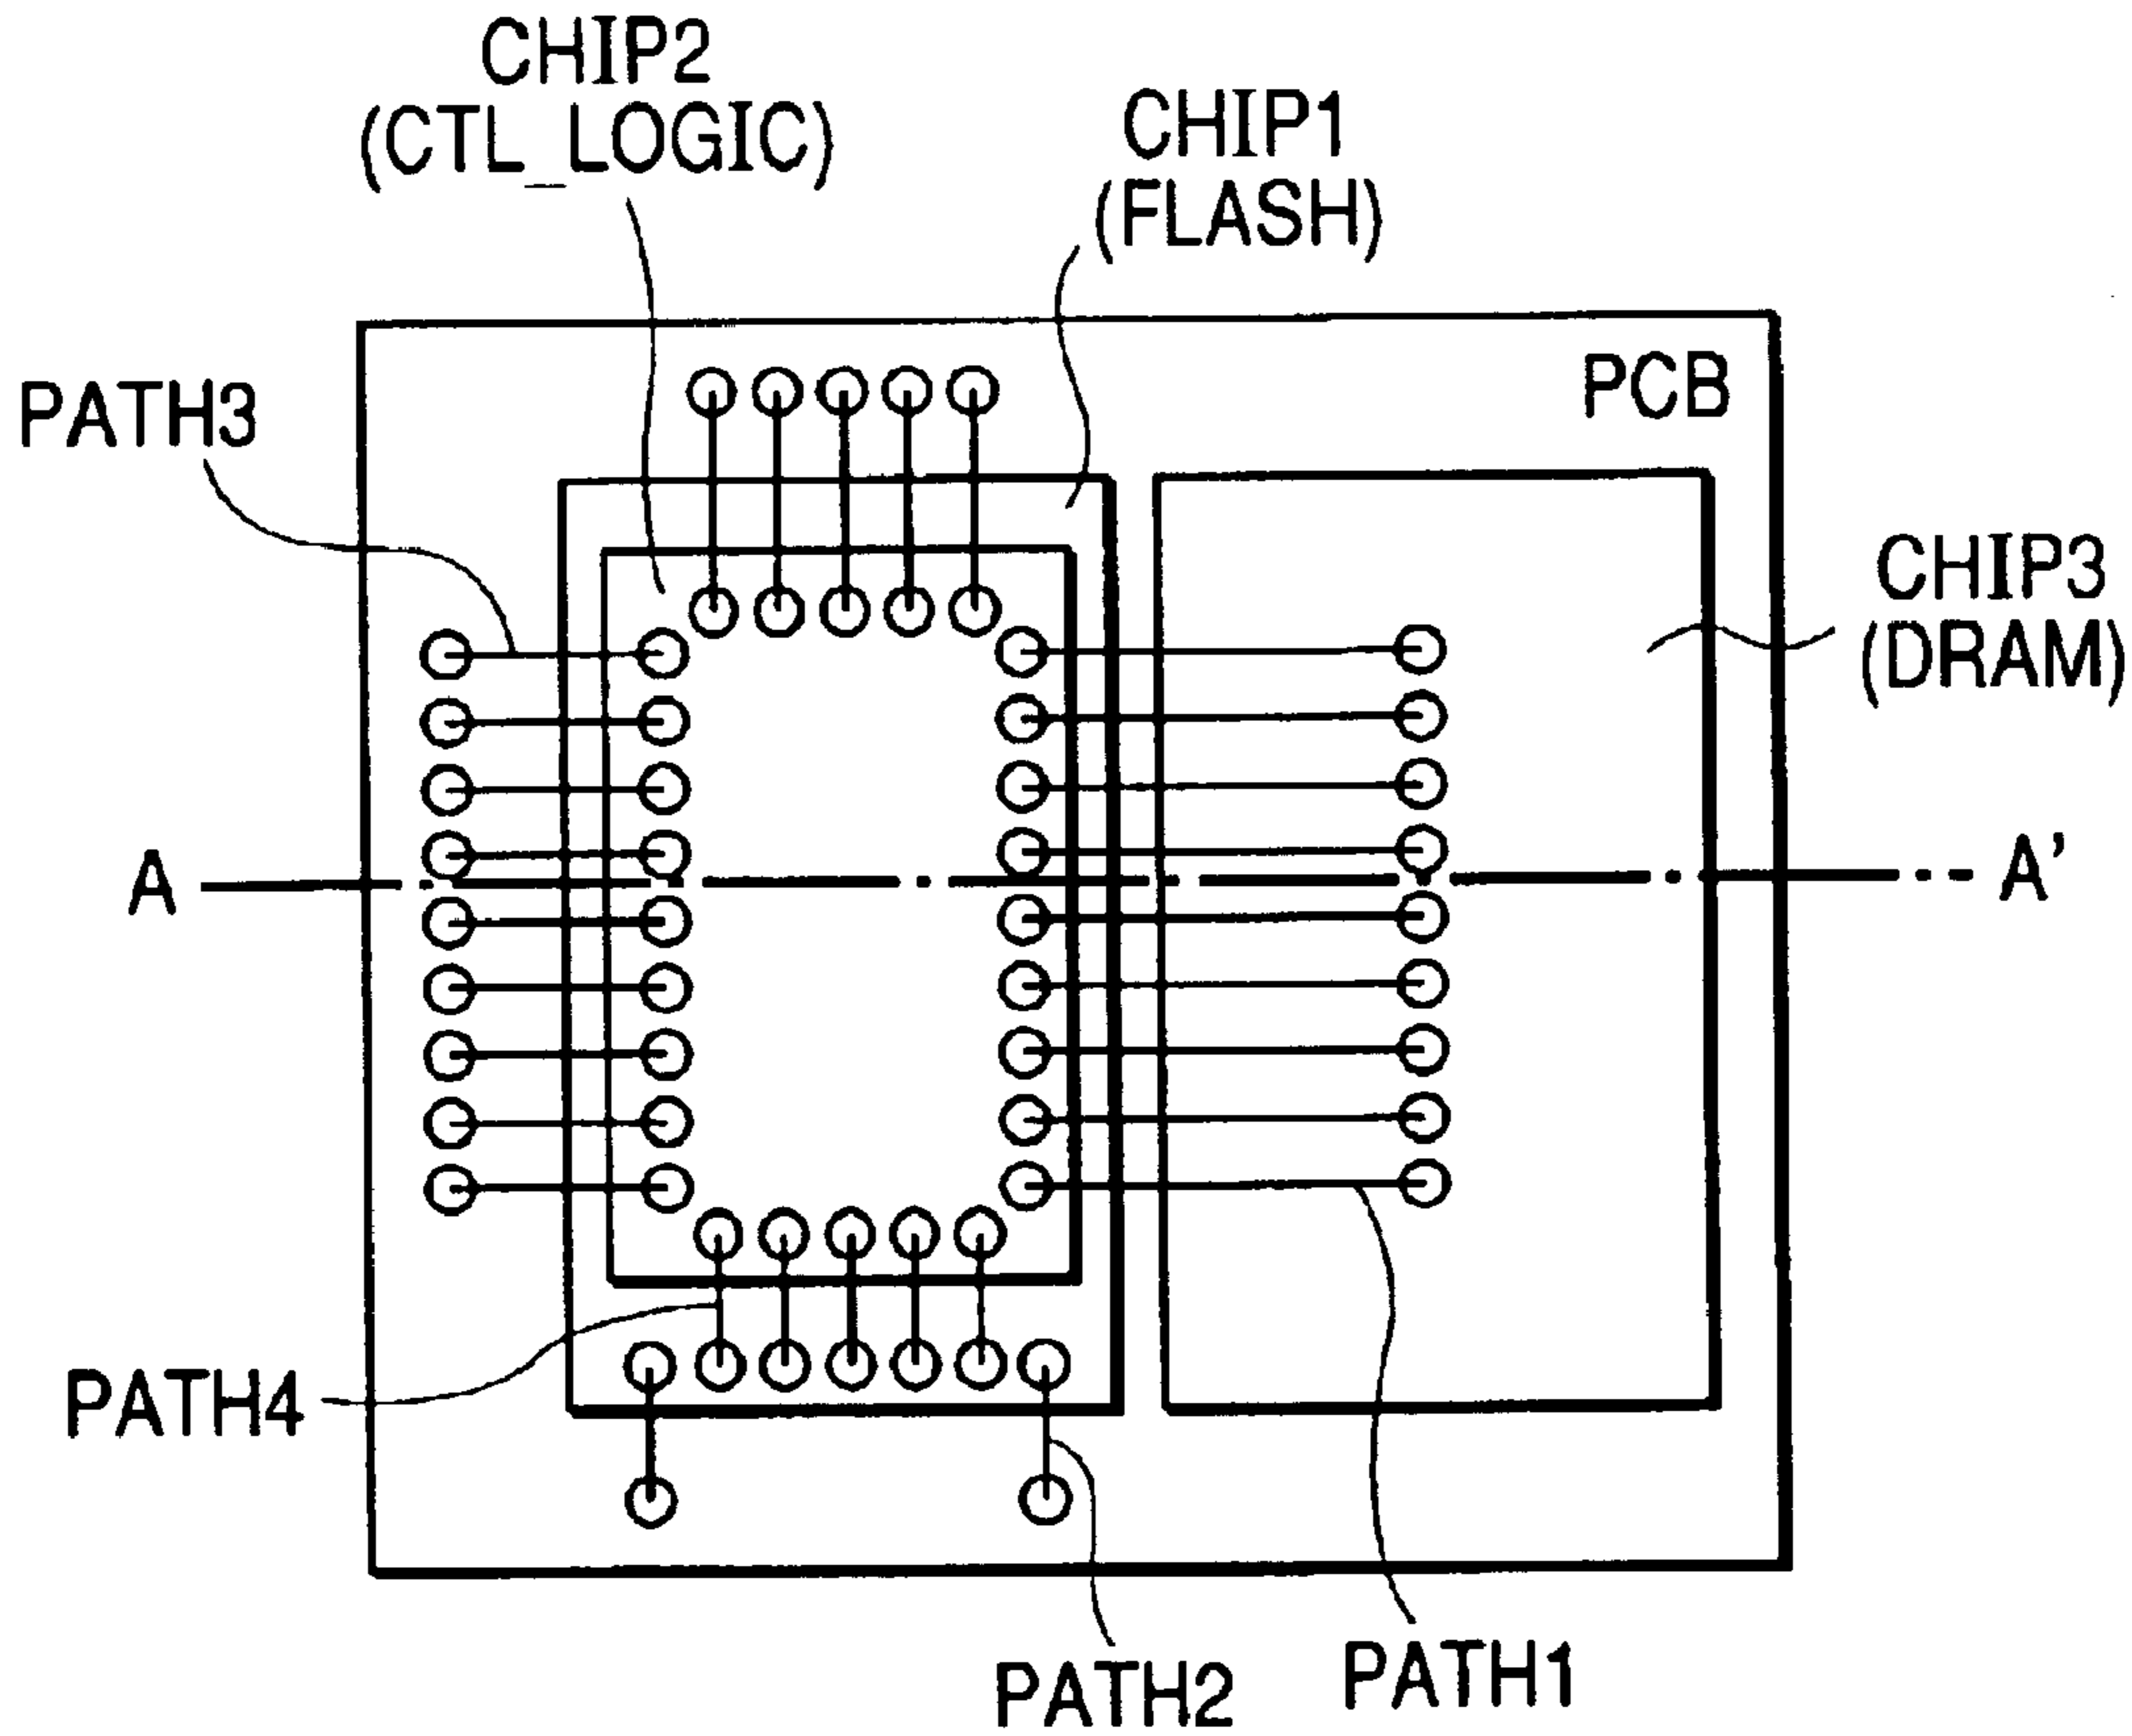 CHIP2
(CTL_LOGIC)
CHIP1
(FLASH)
PCB
PATH3
CHIP3
(DRAM)
A
A'
PATH4
PATH2
PATH1